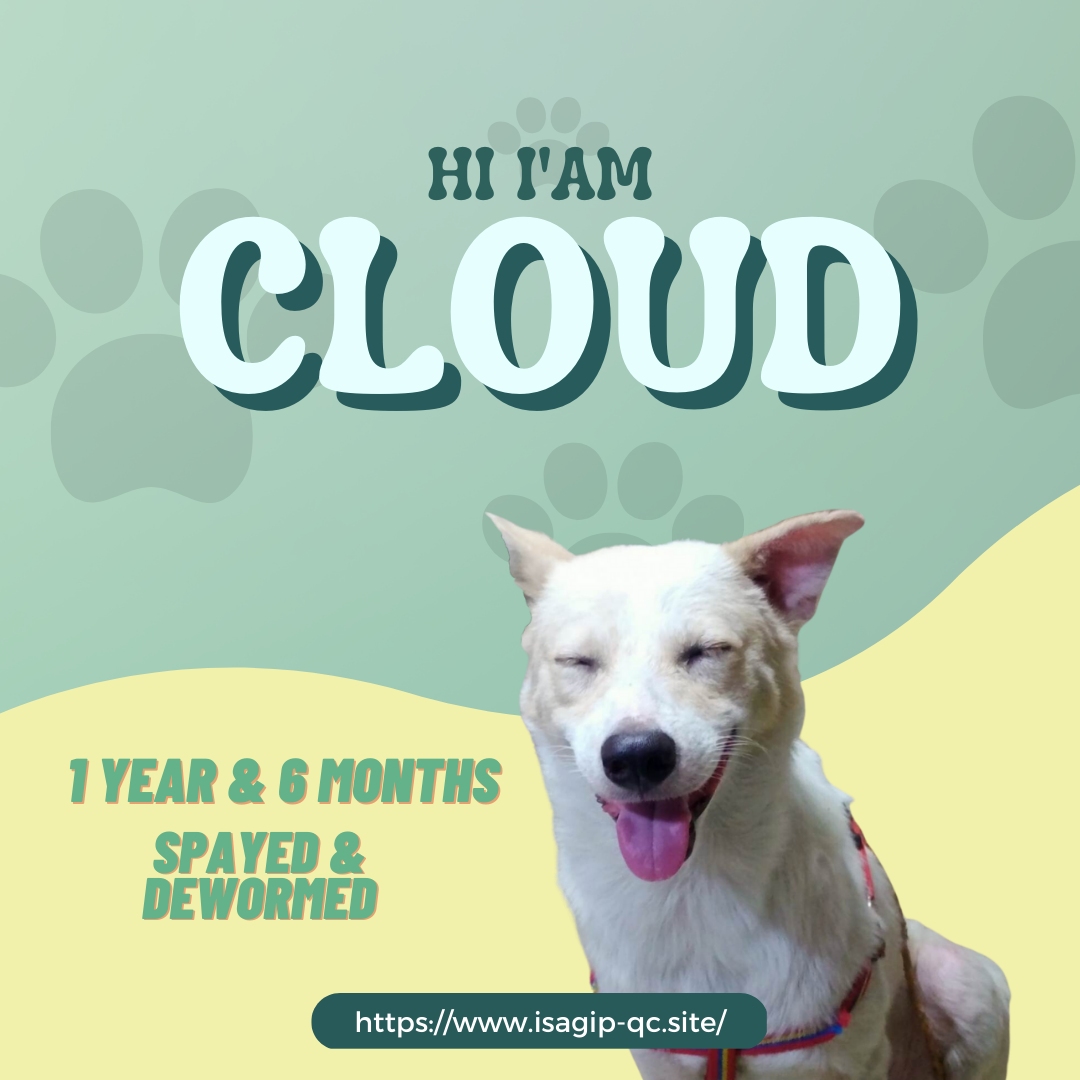 HI I'AM
CLOUD
1 YEAR & 6 MONTHS
SPAYED &
DEWORMED
https://www.isagip-qc.site/